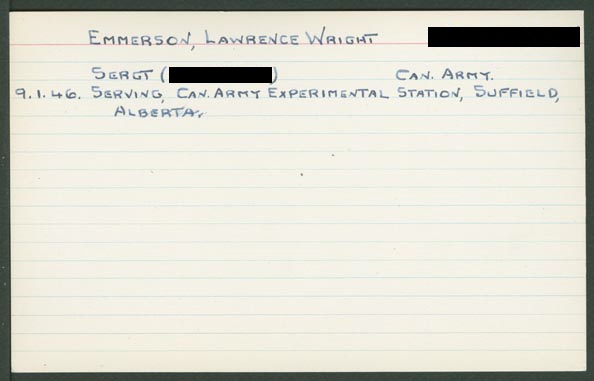 EMMERSON, LAWRENCE WRIGHT
SERGT ( ) CAN. ARMY.
9.1.46. SERVING, CAN. ARMY EXPERIMENTAL STATION, SUFFIELD,
ALBERTA.